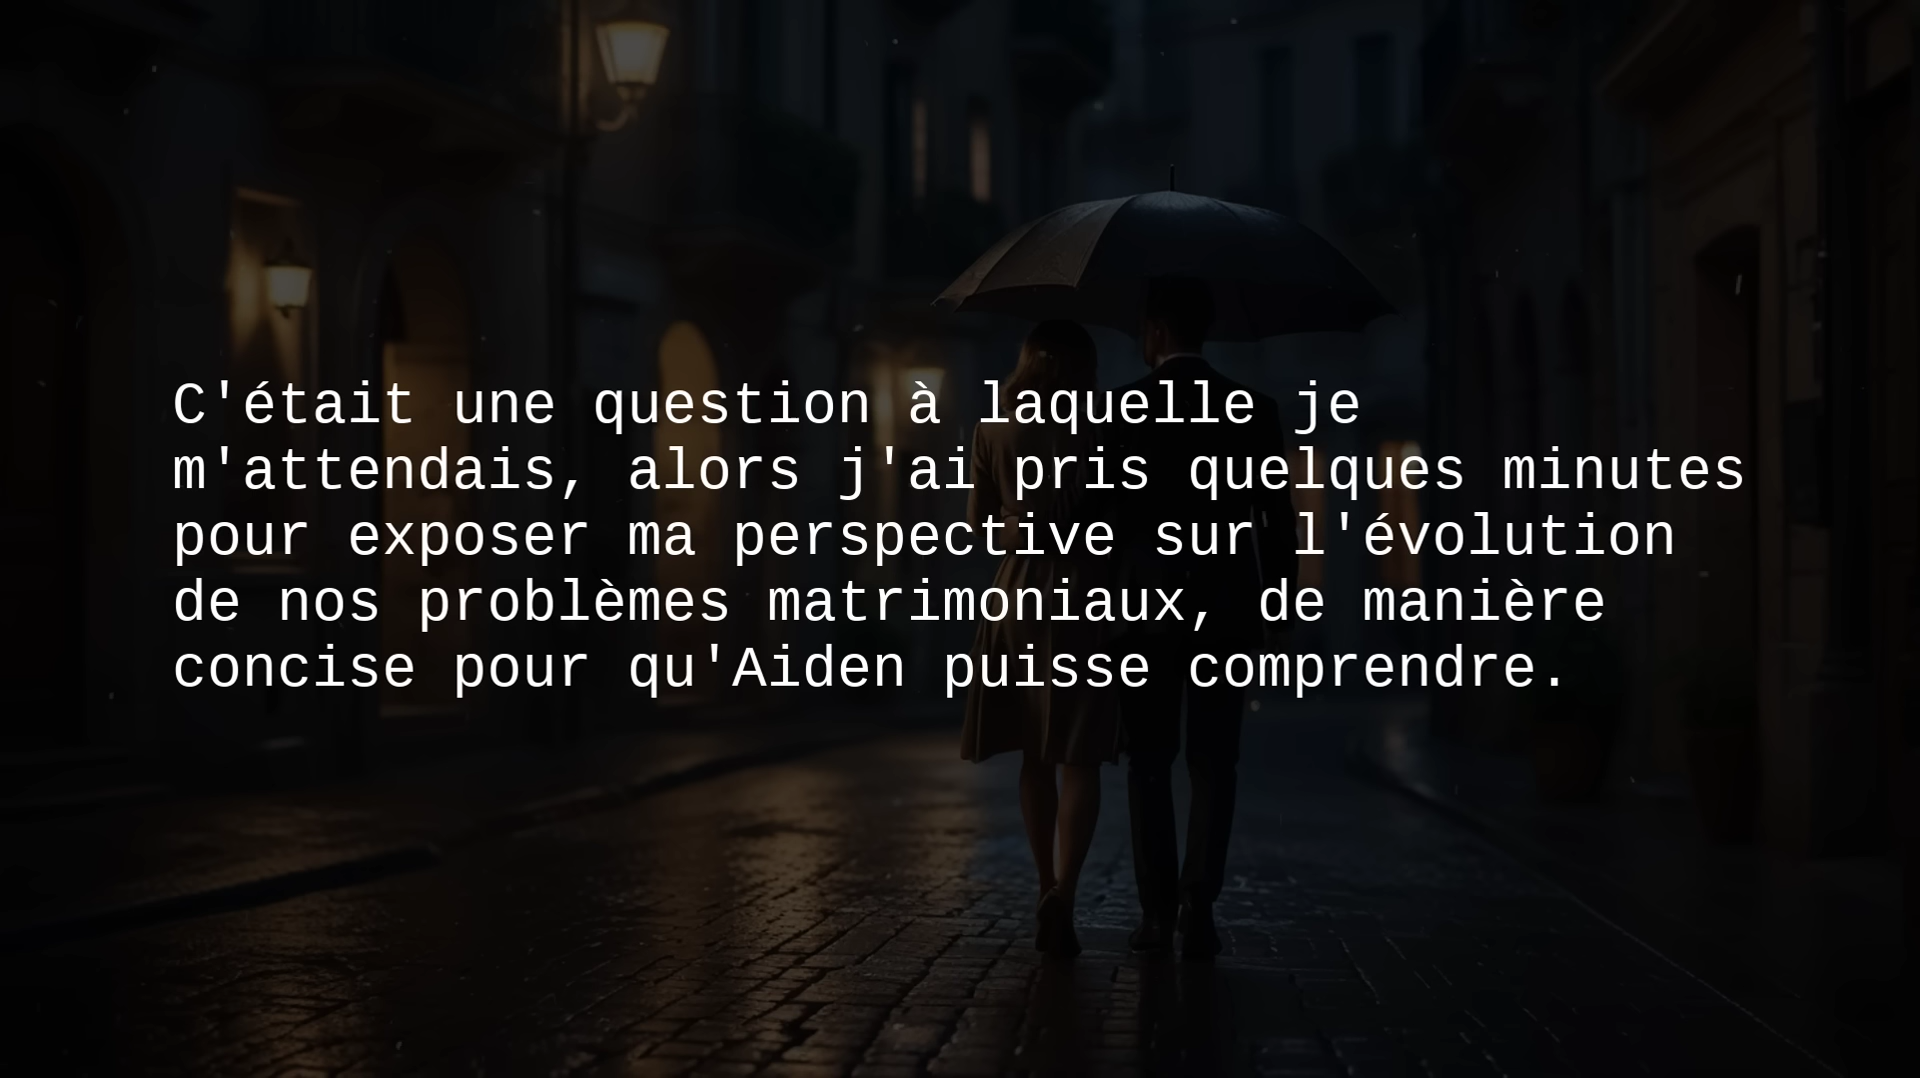 C'était une question à laquelle je
m'attendais, alors j'ai pris quelques minutes
pour exposer ma perspective sur l'évolution
de nos problèmes matrimoniaux, de manière
concise pour qu'Aiden puisse comprendre.